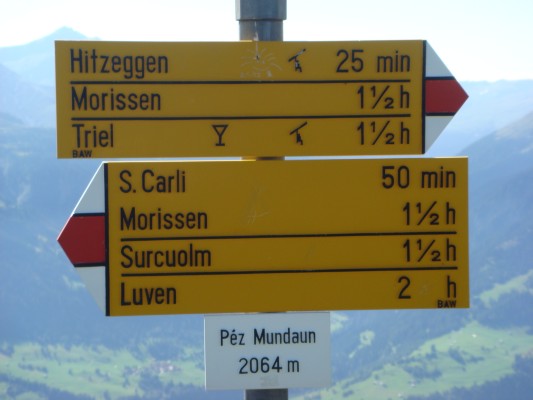 Hitzeggen 25 min
Morissen 1½ h
Triel 1½ h
BAW
S. Carli 50 min
Morissen 1½ h
Surcuolm 1½ h
Luven 2 h
BAW
Péz Mundaun
2064 m